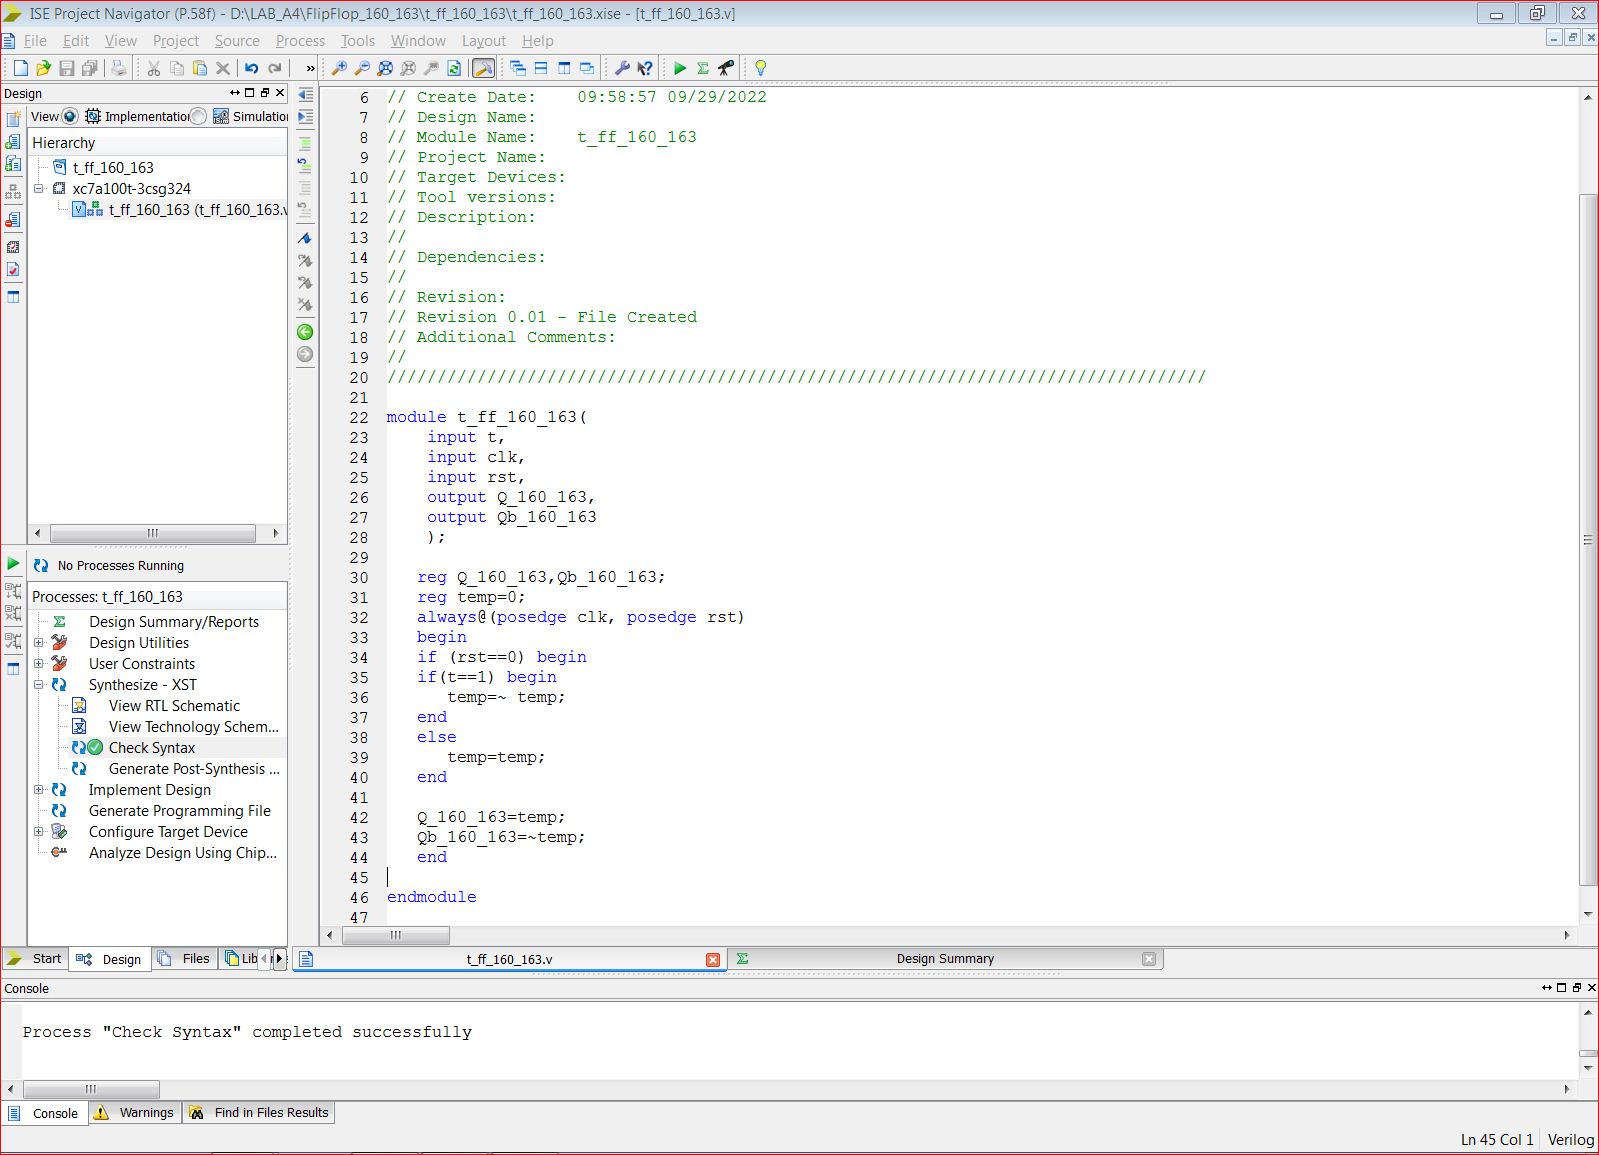 ISE Project Navigator (P.58f) - D:\LAB_A4\FlipFlop_160_163\t_ff_160_163\t_ff_160_163.xise - [t_ff_160_163.v]
File Edit View Project Source Process Tools Window Layout Help
Design
View: Implementation Simulation
Hierarchy
t_ff_160_163
xc7a100t-3csg324
t_ff_160_163 (t_ff_160_163.v
No Processes Running
Processes: t_ff_160_163
Design Summary/Reports
Design Utilities
User Constraints
Synthesize - XST
View RTL Schematic
View Technology Schem...
Check Syntax
Generate Post-Synthesis ...
Implement Design
Generate Programming File
Configure Target Device
Analyze Design Using Chip...
Start Design Files Lib
6 // Create Date:    09:58:57 09/29/2022
7 // Design Name:
8 // Module Name:    t_ff_160_163
9 // Project Name:
10 // Target Devices:
11 // Tool versions:
12 // Description:
13 //
14 // Dependencies:
15 //
16 // Revision:
17 // Revision 0.01 - File Created
18 // Additional Comments:
19 //
20 //////////////////////////////////////////////////////////////////////////////////
21
22 module t_ff_160_163(
23     input t,
24     input clk,
25     input rst,
26     output Q_160_163,
27     output Qb_160_163
28     );
29
30    reg Q_160_163,Qb_160_163;
31    reg temp=0;
32    always@(posedge clk, posedge rst)
33    begin
34    if (rst==0) begin
35    if(t==1) begin
36       temp=~ temp;
37    end
38    else
39       temp=temp;
40    end
41
42    Q_160_163=temp;
43    Qb_160_163=~temp;
44    end
45
46 endmodule
47
t_ff_160_163.v Design Summary
Console
Process "Check Syntax" completed successfully
Console Warnings Find in Files Results
Ln 45 Col 1 Verilog